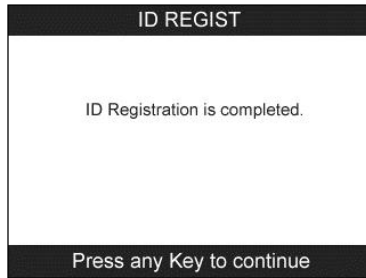 ID REGIST
ID Registration is completed.
Press any Key to continue